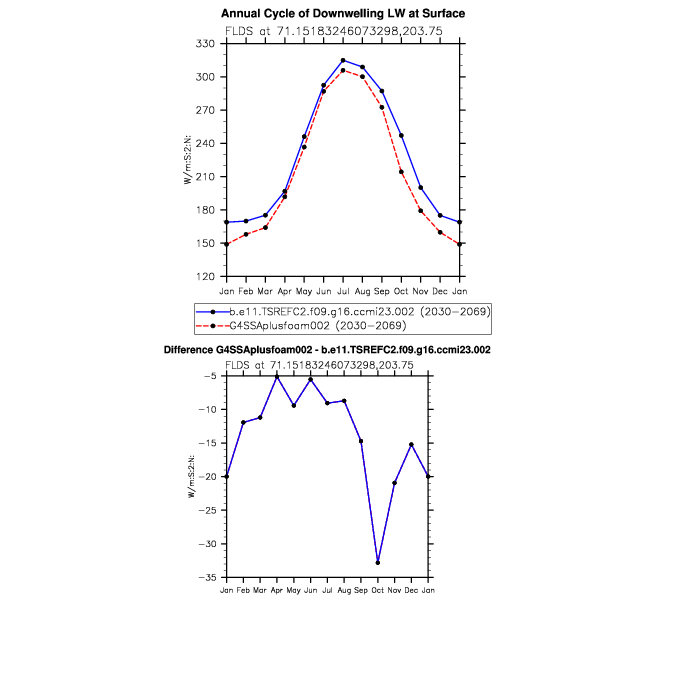 Annual Cycle of Downwelling LW at Surface
FLDS at 71.15183246073298,203.75
330
300
270
240
210
180
150
120
W/m:S:2:N:
Jan Feb Mar Apr May Jun Jul Aug Sep Oct Nov Dec Jan
b.e11.TSREFC2.f09.g16.ccmi23.002 (2030-2069)
G4SSAplusfoam002 (2030-2069)
Difference G4SSAplusfoam002 - b.e11.TSREFC2.f09.g16.ccmi23.002
FLDS at 71.15183246073298,203.75
-5
-10
-15
-20
-25
-30
-35
W/m:S:2:N:
Jan Feb Mar Apr May Jun Jul Aug Sep Oct Nov Dec Jan